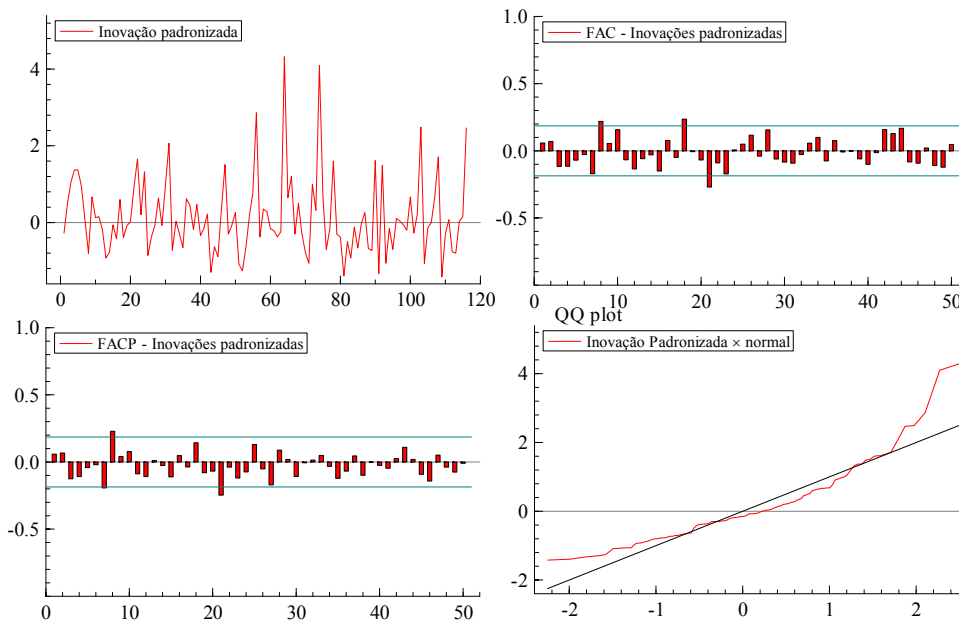 Inovação padronizada
4
2
0
0 20 40 60 80 100 120
1.0
FAC - Inovações padronizadas
0.5
0.0
-0.5
0 10 20 30 40 50
1.0
FACP - Inovações padronizadas
0.5
0.0
-0.5
0 10 20 30 40 50
QQ plot
Inovação Padronizada × normal
4
2
0
-2
-2 -1 0 1 2